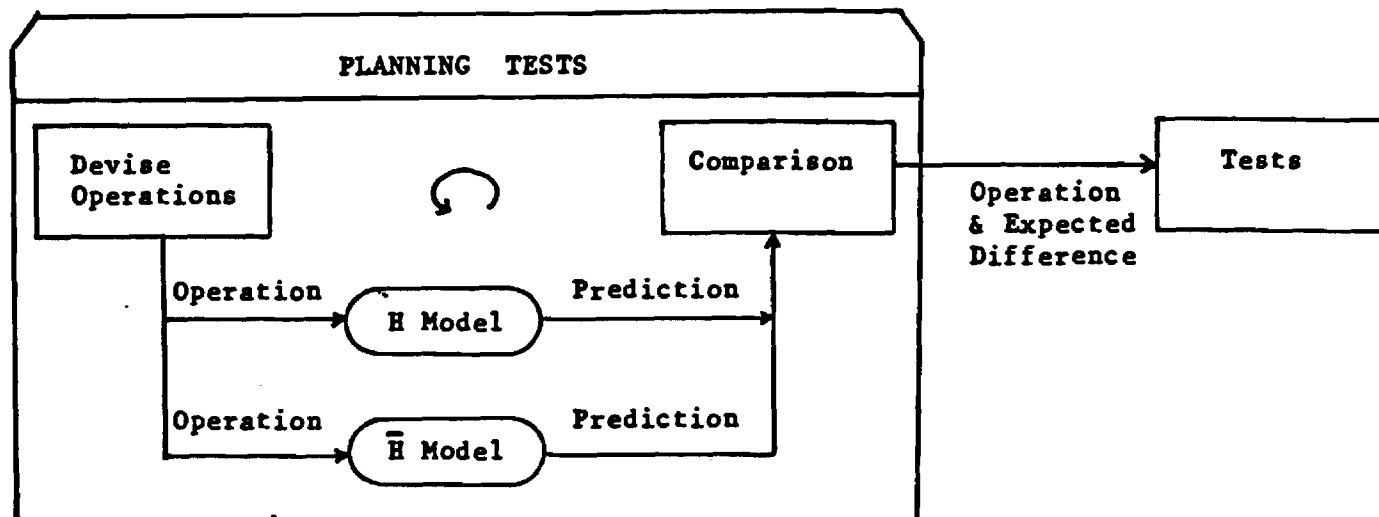 PLANNING TESTS
Devise
Operations
Comparison
Tests
Operation
& Expected
Difference
Operation
H Model
Prediction
Operation
H̅ Model
Prediction